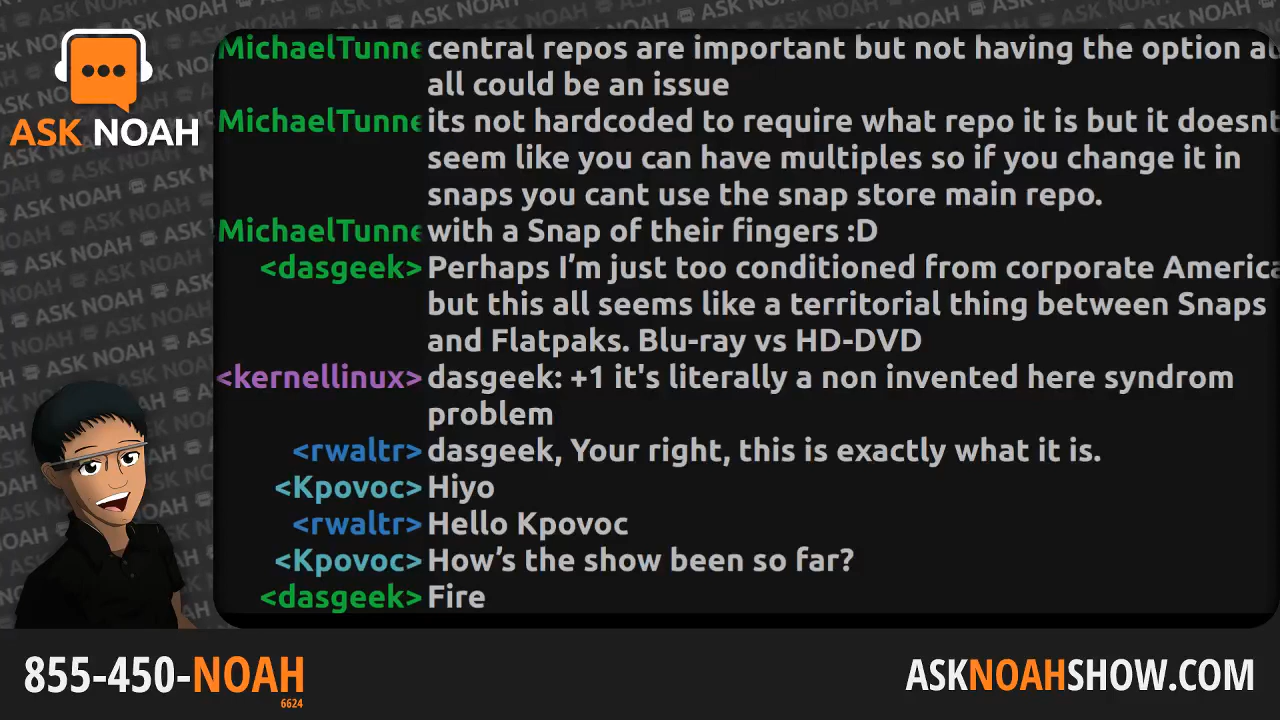 ASK NOAH
MichaelTunne central repos are important but not having the option
all could be an issue
MichaelTunne its not hardcoded to require what repo it is but it doesnt
seem like you can have multiples so if you change it in
snaps you cant use the snap store main repo.
MichaelTunne with a Snap of their fingers :D
<dasgeek> Perhaps I’m just too conditioned from corporate America
but this all seems like a territorial thing between Snaps
and Flatpaks. Blu-ray vs HD-DVD
<kernellinux> dasgeek: +1 it's literally a non invented here syndrom
problem
<rwaltr> dasgeek, Your right, this is exactly what it is.
<Kpovoc> Hiyo
<rwaltr> Hello Kpovoc
<Kpovoc> How’s the show been so far?
<dasgeek> Fire
855-450-NOAH
6624
ASKNOAHSHOW.COM